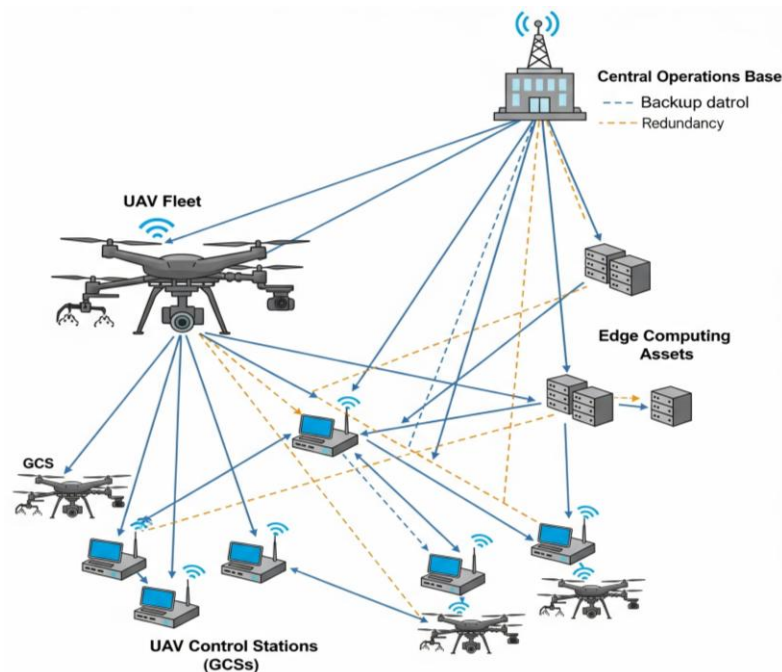 Central Operations Base
Backup datrol
Redundancy
UAV Fleet
Edge Computing
Assets
GCS
UAV Control Stations
(GCSs)